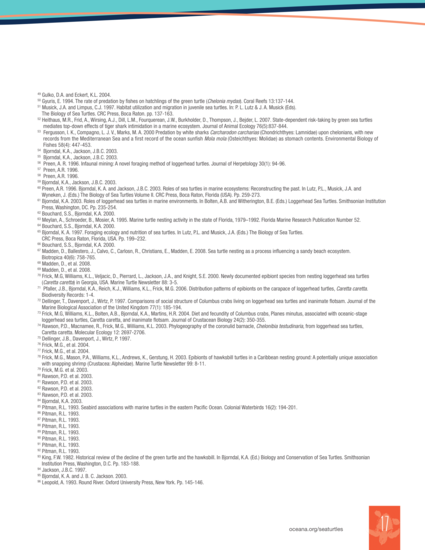 49 Gulko, D.A. and Eckert, K.L. 2004.
50 Gyuris, E. 1994. The rate of predation by fishes on hatchlings of the green turtle (Chelonia mydas). Coral Reefs 13:137-144.
51 Musick, J.A. and Limpus, C.J. 1997. Habitat utilization and migration in juvenile sea turtles. In: P. L. Lutz & J. A. Musick (Eds).
The Biology of Sea Turtles. CRC Press, Boca Raton. pp. 137-163.
52 Heithaus, M.R., Frid, A., Wirsing, A.J., Dill, L.M., Fourqurean, J.W., Burkholder, D., Thompson, J., Bejder, L. 2007. State-dependent risk-taking by green sea turtles
mediates top-down effects of tiger shark intimidation in a marine ecosystem. Journal of Animal Ecology 76(5):837-844.
53 Fergusson, I. K., Compagno, L. J. V., Marks, M. A. 2000 Predation by white sharks Carcharodon carcharias (Chondrichthyes: Lamnidae) upon chelonians, with new
records from the Mediterranean Sea and a first record of the ocean sunfish Mola mola (Osteichthyes: Molidae) as stomach contents. Environmental Biology of
Fishes 58(4): 447-453.
54 Bjorndal, K.A., Jackson, J.B.C. 2003.
55 Bjorndal, K.A., Jackson, J.B.C. 2003.
56 Preen, A. R. 1996. Infaunal mining: A novel foraging method of loggerhead turtles. Journal of Herpetology 30(1): 94-96.
57 Preen, A.R. 1996.
58 Preen, A.R. 1996.
59 Bjorndal, K.A., Jackson, J.B.C. 2003.
60 Preen, A.R. 1996. Bjorndal, K. A. and Jackson, J.B.C. 2003. Roles of sea turtles in marine ecosystems: Reconstructing the past. In Lutz, P.L., Musick, J.A. and
Wyneken, J. (Eds.) The Biology of Sea Turtles Volume II. CRC Press, Boca Raton, Florida (USA). Pp. 259-273.
61 Bjorndal, K.A. 2003. Roles of loggerhead sea turtles in marine environments. In Bolten, A.B. and Witherington, B.E. (Eds.) Loggerhead Sea Turtles. Smithsonian Institution
Press, Washington, DC. Pp. 235-254.
62 Bouchard, S.S., Bjorndal, K.A. 2000.
63 Meylan, A., Schroeder, B., Mosier, A. 1995. Marine turtle nesting activity in the state of Florida, 1979–1992. Florida Marine Research Publication Number 52.
64 Bouchard, S.S., Bjorndal, K.A. 2000.
65 Bjorndal, K. A. 1997. Foraging ecology and nutrition of sea turtles. In Lutz, P.L. and Musick, J.A. (Eds.) The Biology of Sea Turtles.
CRC Press, Boca Raton, Florida, USA. Pp. 199–232.
66 Bouchard, S.S., Bjorndal, K.A. 2000.
67 Madden, D., Ballestero, J., Calvo, C., Carlson, R., Christians, E., Madden, E. 2008. Sea turtle nesting as a process influencing a sandy beach ecosystem.
Biotropica 40(6): 758-765.
68 Madden, D., et al. 2008.
69 Madden, D., et al. 2008.
70 Frick, M.G, Williams, K.L., Veljacic, D., Pierrard, L., Jackson, J.A., and Knight, S.E. 2000. Newly documented epibiont species from nesting loggerhead sea turtles
(Caretta caretta) in Georgia, USA. Marine Turtle Newsletter 88: 3-5.
71 Pfaller, J.B., Bjorndal, K.A., Reich, K.J., Williams, K.L., Frick, M.G. 2006. Distribution patterns of epibionts on the carapace of loggerhead turtles, Caretta caretta.
Biodiversity Records: 1-4.
72 Dellinger, T., Davenport, J., Wirtz, P. 1997. Comparisons of social structure of Columbus crabs living on loggerhead sea turtles and inanimate flotsam. Journal of the
Marine Biological Association of the United Kingdom 77(1): 185-194.
73 Frick, M.G, Williams, K.L., Bolten, A.B., Bjorndal, K.A., Martins, H.R. 2004. Diet and fecundity of Columbus crabs, Planes minutus, associated with oceanic-stage
loggerhead sea turtles, Caretta caretta, and inanimate flotsam. Journal of Crustacean Biology 24(2): 350-355.
74 Rawson, P.D., Macnamee, R., Frick, M.G., Williams, K.L. 2003. Phylogeography of the coronulid barnacle, Chelonibia testudinaria, from loggerhead sea turtles,
Caretta caretta. Molecular Ecology 12: 2697-2706.
75 Dellinger, J.B., Davenport, J., Wirtz, P. 1997.
76 Frick, M.G., et al. 2004.
77 Frick, M.G., et al. 2004.
78 Frick, M.G., Mason, P.A., Williams, K.L., Andrews, K., Gerstung, H. 2003. Epibionts of hawksbill turtles in a Caribbean nesting ground: A potentially unique association
with snapping shrimp (Crustacea: Alpheidae). Marine Turtle Newsletter 99: 8-11.
79 Frick, M.G. et al. 2003.
80 Rawson, P.D. et al. 2003.
81 Rawson, P.D. et al. 2003.
82 Rawson, P.D. et al. 2003.
83 Rawson, P.D. et al. 2003.
84 Bjorndal, K.A. 2003.
85 Pitman, R.L. 1993. Seabird associations with marine turtles in the eastern Pacific Ocean. Colonial Waterbirds 16(2): 194-201.
86 Pitman, R.L. 1993.
87 Pitman, R.L. 1993.
88 Pitman, R.L. 1993.
89 Pitman, R.L. 1993.
90 Pitman, R.L. 1993.
91 Pitman, R.L. 1993.
92 Pitman, R.L. 1993.
93 King, F.W. 1982. Historical review of the decline of the green turtle and the hawksbill. In Bjorndal, K.A. (Ed.) Biology and Conservation of Sea Turtles. Smithsonian
Institution Press, Washington, D.C. Pp. 183-188.
94 Jackson, J.B.C. 1997.
95 Bjorndal, K. A. and J. B. C. Jackson. 2003.
96 Leopold, A. 1993. Round River. Oxford University Press, New York. Pp. 145-146.
oceana.org/seaturtles
17